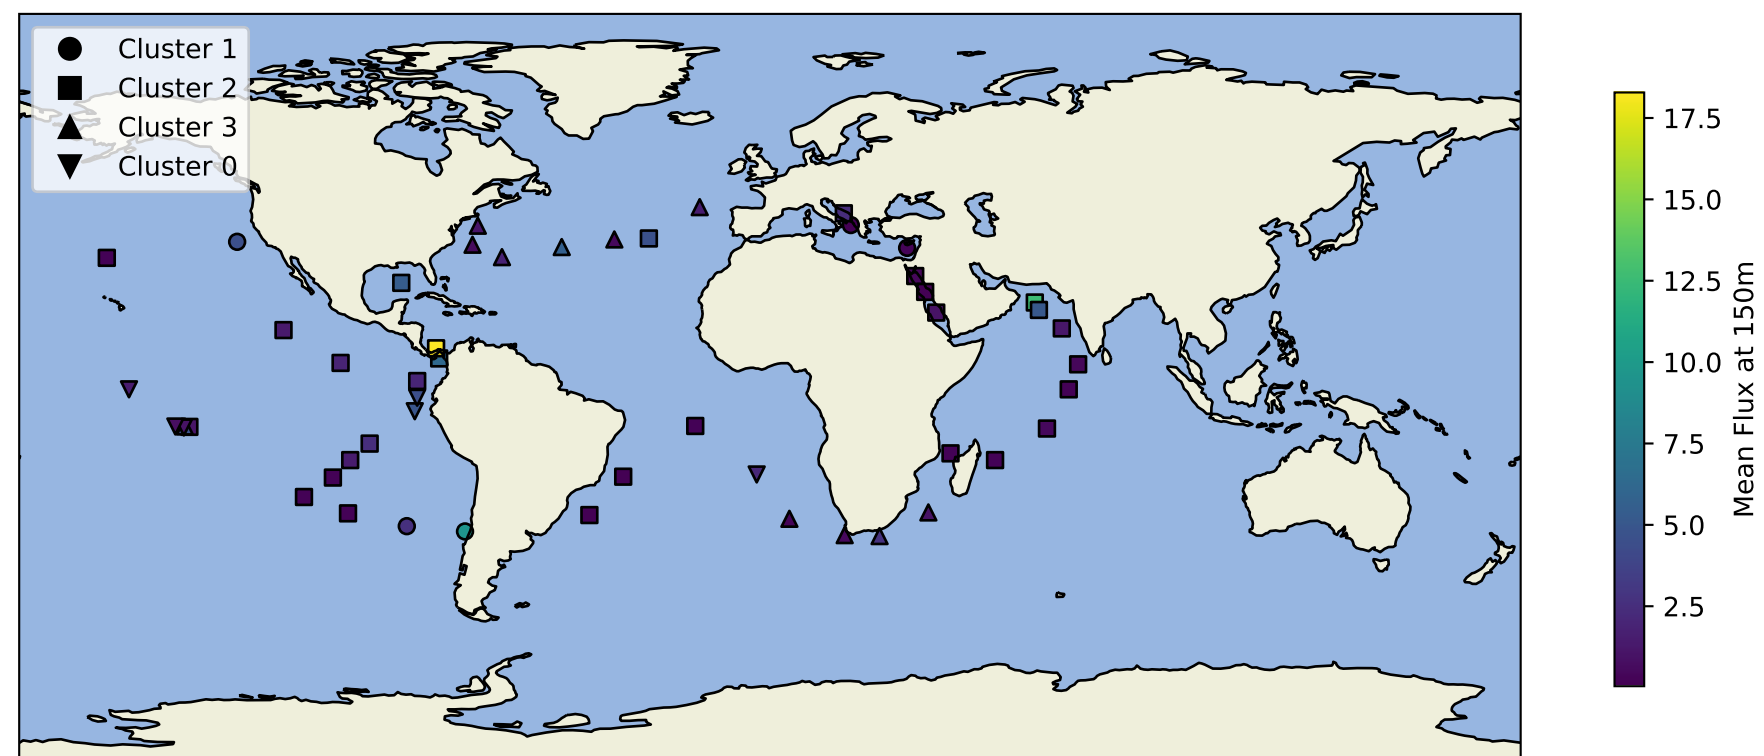 Cluster 1
Cluster 2
Cluster 3
Cluster 0
17.5
15.0
12.5
10.0
7.5
5.0
2.5
Mean Flux at 150m